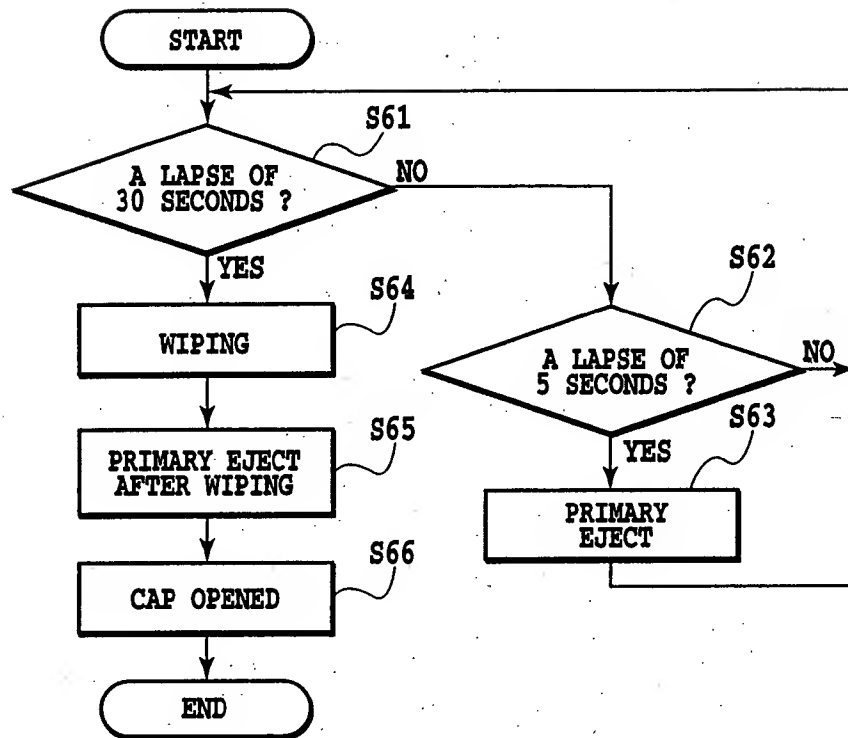 START
S61
A LAPSE OF
30 SECONDS ?
NO
YES
S62
A LAPSE OF
5 SECONDS ?
NO
YES
S63
PRIMARY
EJECT
S64
WIPING
S65
PRIMARY EJECT
AFTER WIPING
S66
CAP OPENED
END